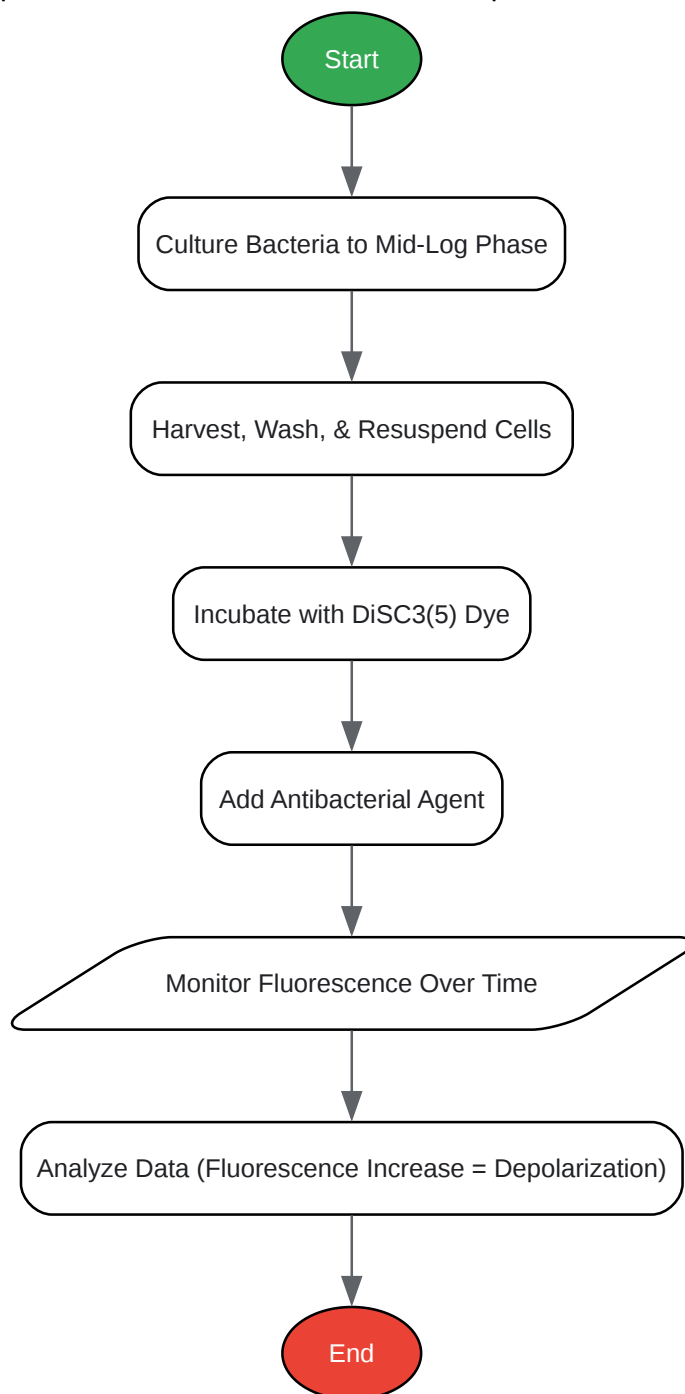 Start
Culture Bacteria to Mid-Log Phase
Harvest, Wash, & Resuspend Cells
Incubate with DiSC3(5) Dye
Add Antibacterial Agent
Monitor Fluorescence Over Time
Analyze Data (Fluorescence Increase = Depolarization)
End